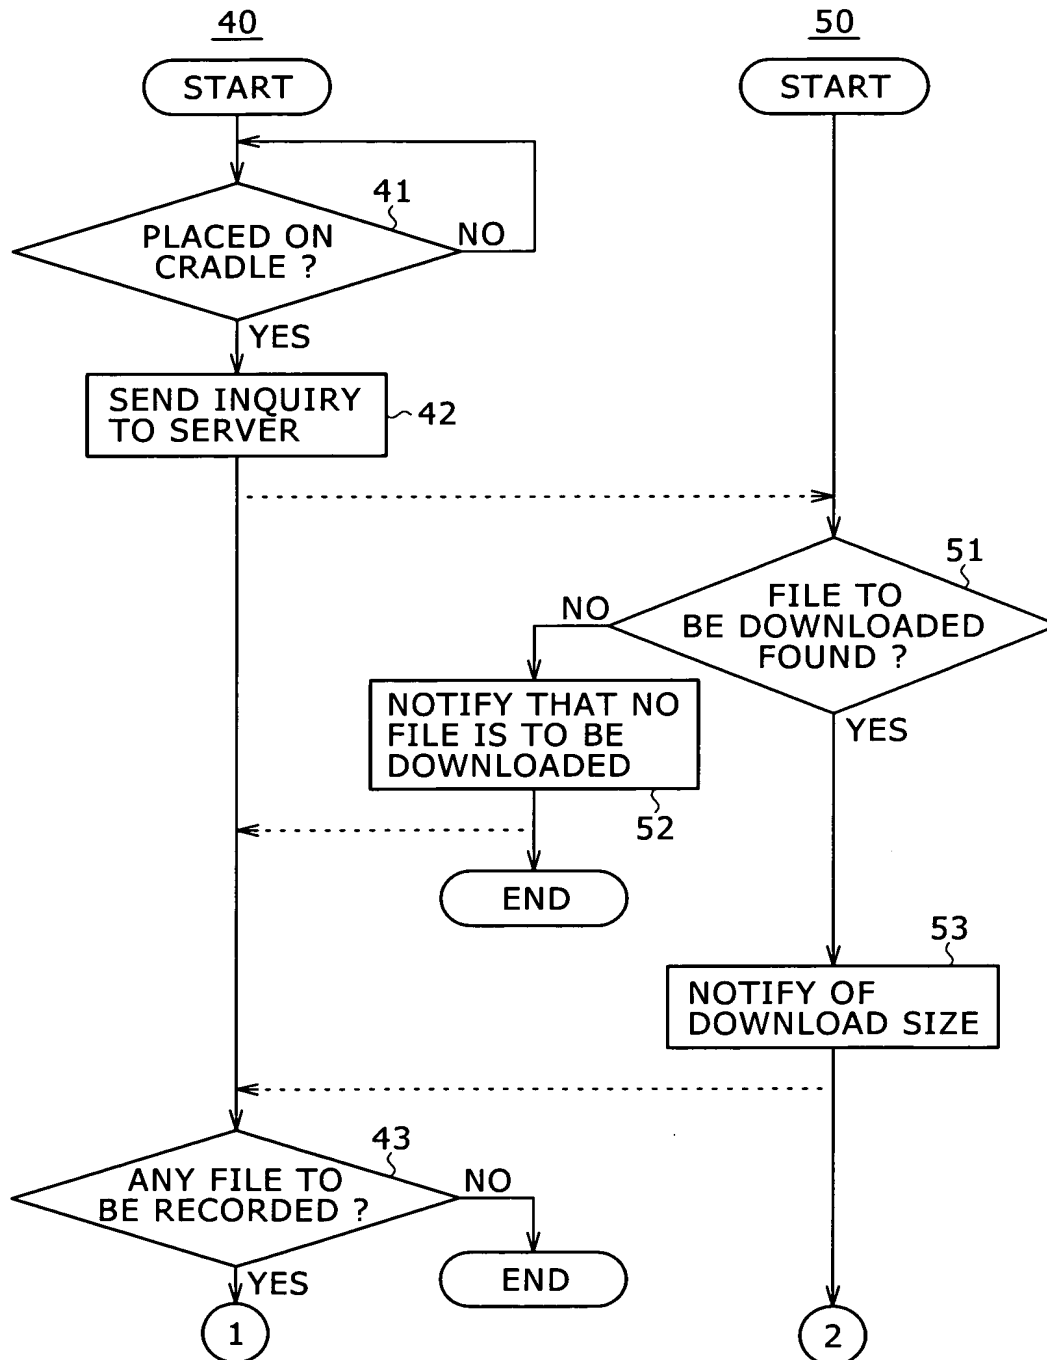 40
50
START
START
41
PLACED ON
CRADLE ?
NO
YES
SEND INQUIRY
TO SERVER
42
51
FILE TO
BE DOWNLOADED
FOUND ?
NO
YES
NOTIFY THAT NO
FILE IS TO BE
DOWNLOADED
52
END
53
NOTIFY OF
DOWNLOAD SIZE
43
ANY FILE TO
BE RECORDED ?
NO
END
YES
1
2